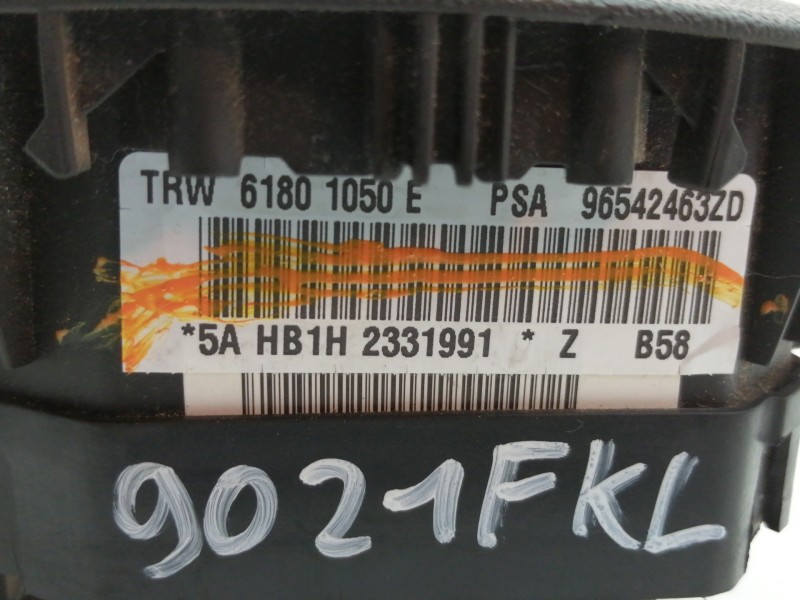 TRW 6180 1050 E PSA 96542463ZD
*5A HB1H 2331991 * Z B58
9021FKL